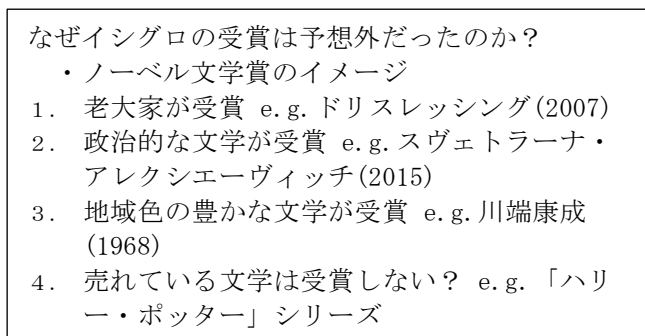 なぜイシグロの受賞は予想外だったのか？
・ノーベル文学賞のイメージ
1. 老大家が受賞 e.g.ドリスレッシング(2007)
2. 政治的な文学が受賞 e.g.スヴェトラーナ・
アレクシエーヴィッチ(2015)
3. 地域色の豊かな文学が受賞 e.g.川端康成
(1968)
4. 売れている文学は受賞しない？ e.g.「ハリ
ー・ポッター」シリーズ